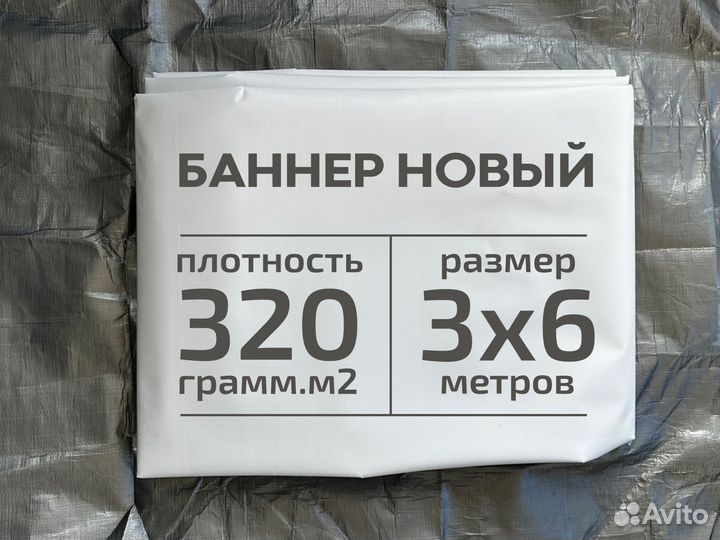 БАННЕР НОВЫЙ
плотность
320
грамм.м2
размер
3х6
метров
Avito